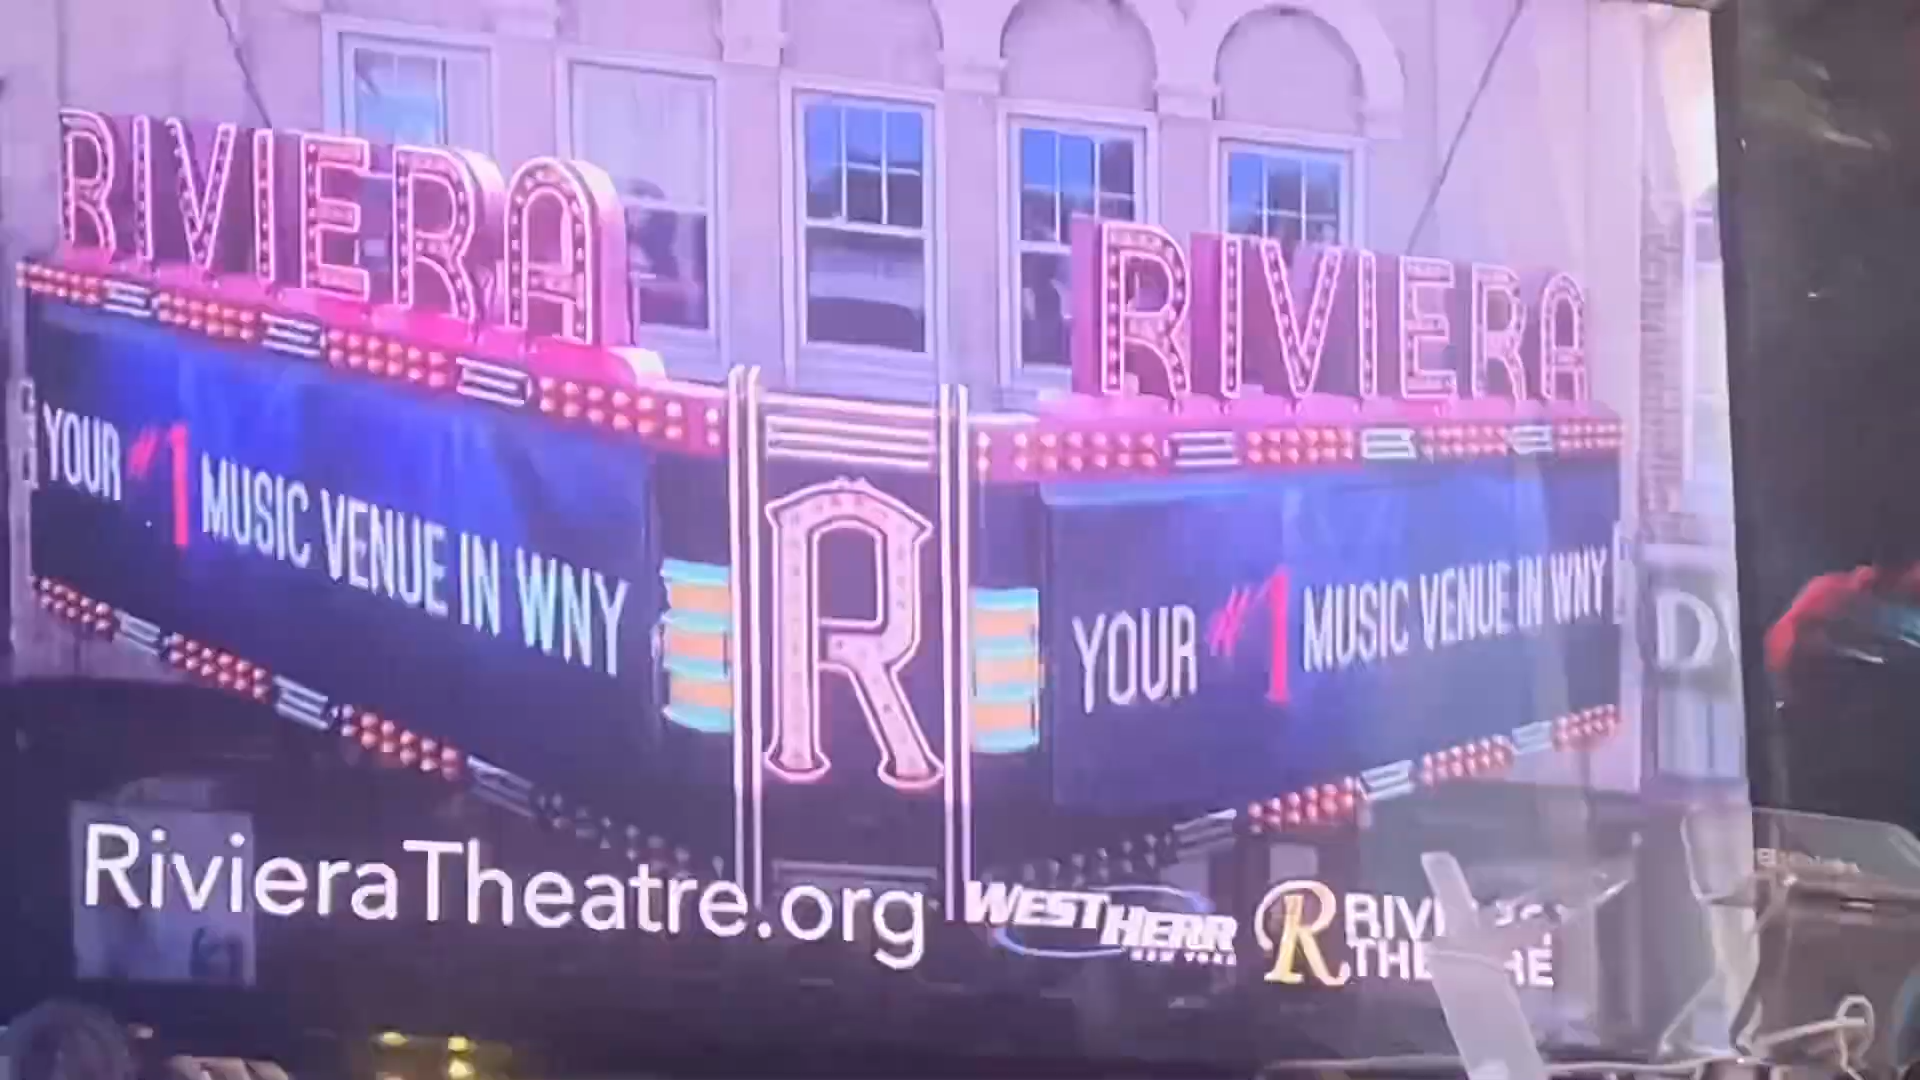 RIVIERA
RIVIERA
YOUR #1 MUSIC VENUE IN WNY
R
YOUR #1 MUSIC VENUE IN WNY
D
RivieraTheatre.org
WEST HERR
NEW YORK
R